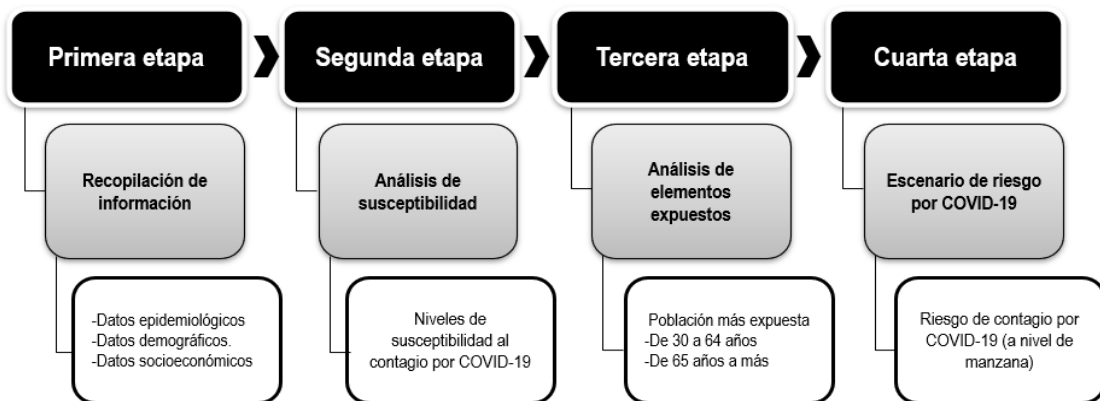 Primera etapa
Segunda etapa
Tercera etapa
Cuarta etapa
Recopilación de
información
Análisis de
susceptibilidad
Análisis de
elementos
expuestos
Escenario de riesgo
por COVID-19
-Datos epidemiológicos
-Datos demográficos.
-Datos socioeconómicos
Niveles de
susceptibilidad al
contagio por COVID-19
Población más expuesta
-De 30 a 64 años
-De 65 años a más
Riesgo de contagio por
COVID-19 (a nivel de
manzana)